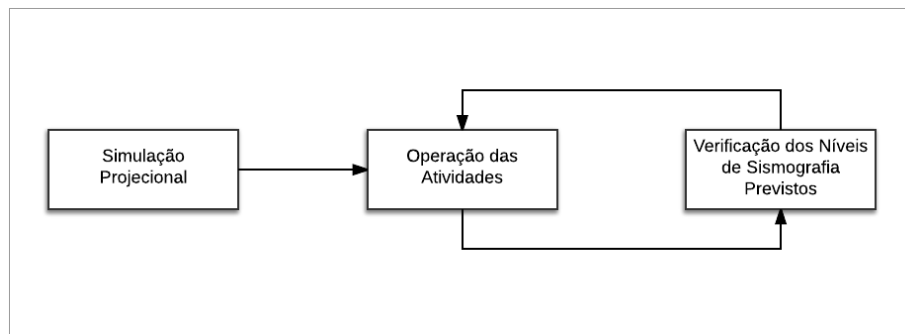 Simulação
Projecional
Operação das
Atividades
Verificação dos Níveis
de Sismografia
Previstos